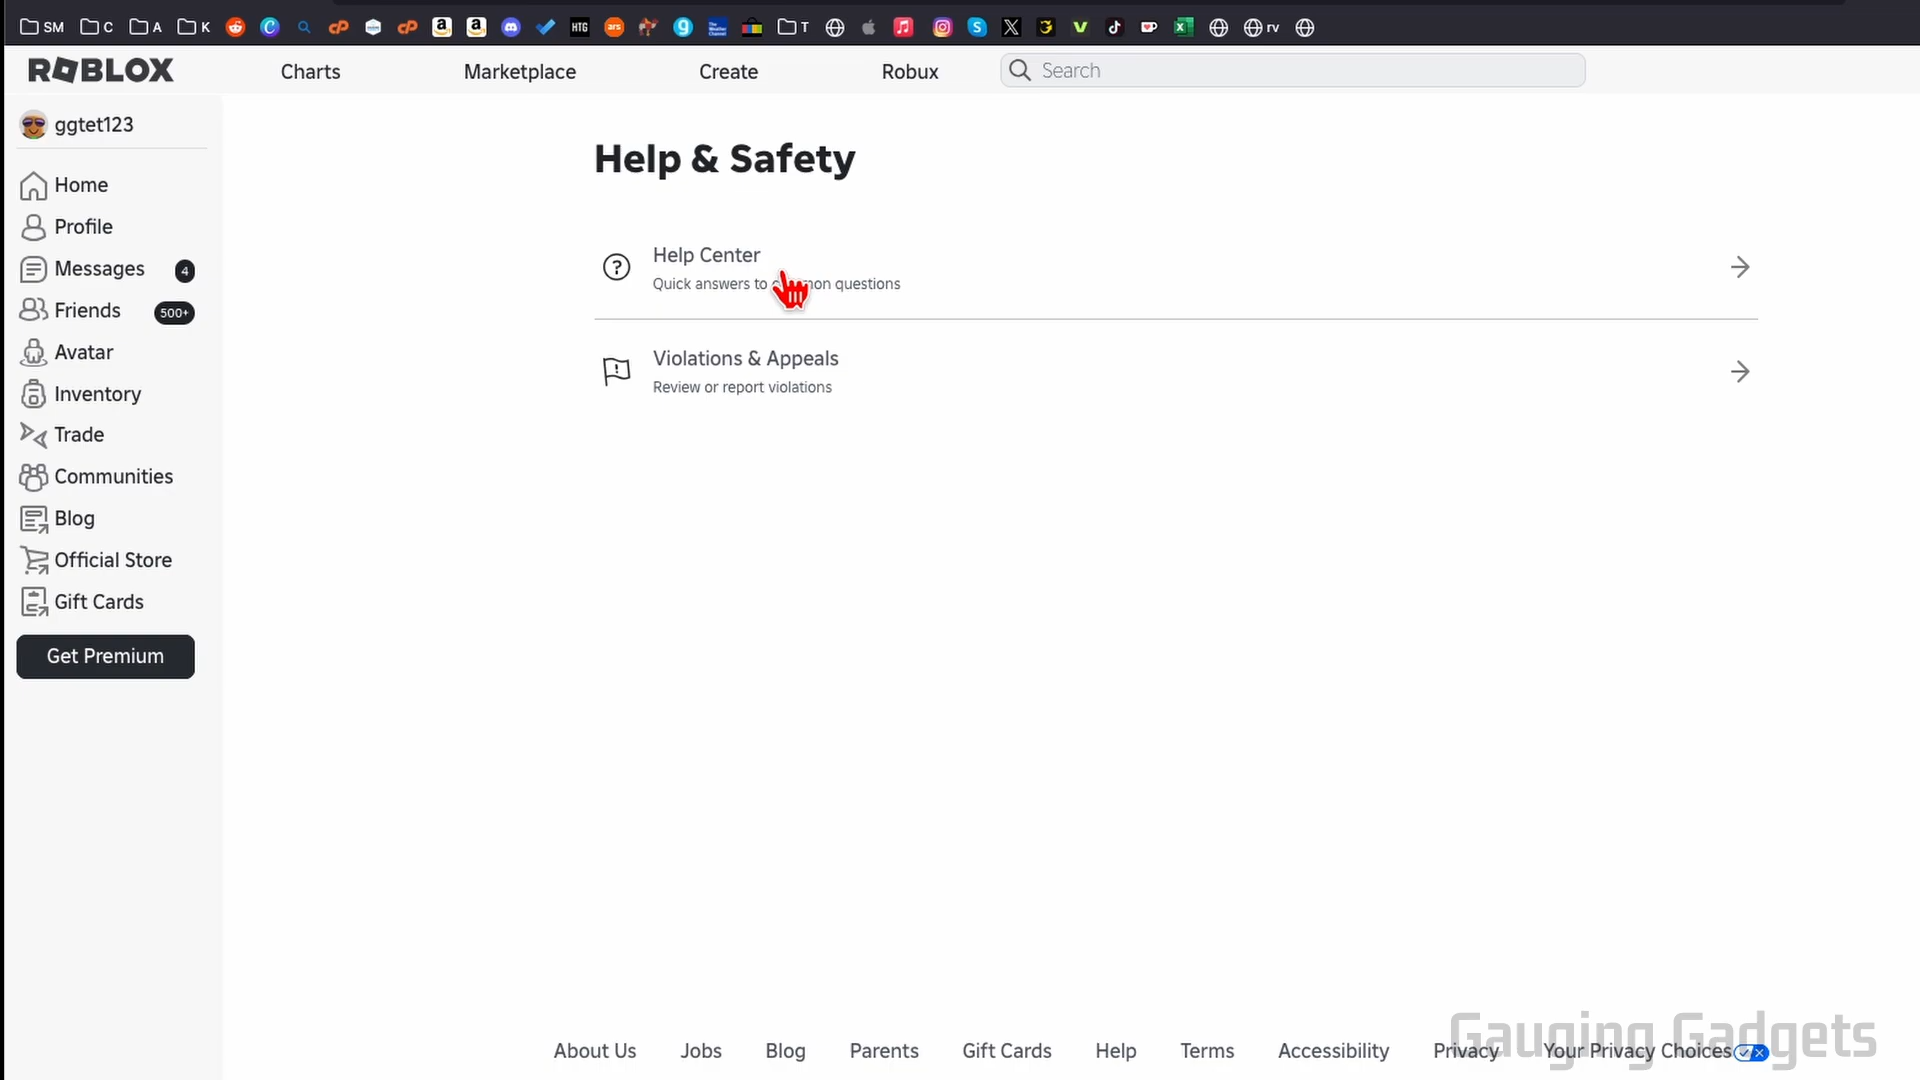 SM C A K HTG T rv
ROBLOX Charts Marketplace Create Robux Search
ggtet123
Home
Profile
Messages 4
Friends 500+
Avatar
Inventory
Trade
Communities
Blog
Official Store
Gift Cards
Get Premium
Help & Safety
Help Center
Quick answers to questions
Violations & Appeals
Review or report violations
About Us Jobs Blog Parents Gift Cards Help Terms Accessibility Privacy Your Privacy Choices
Gauging Gadgets